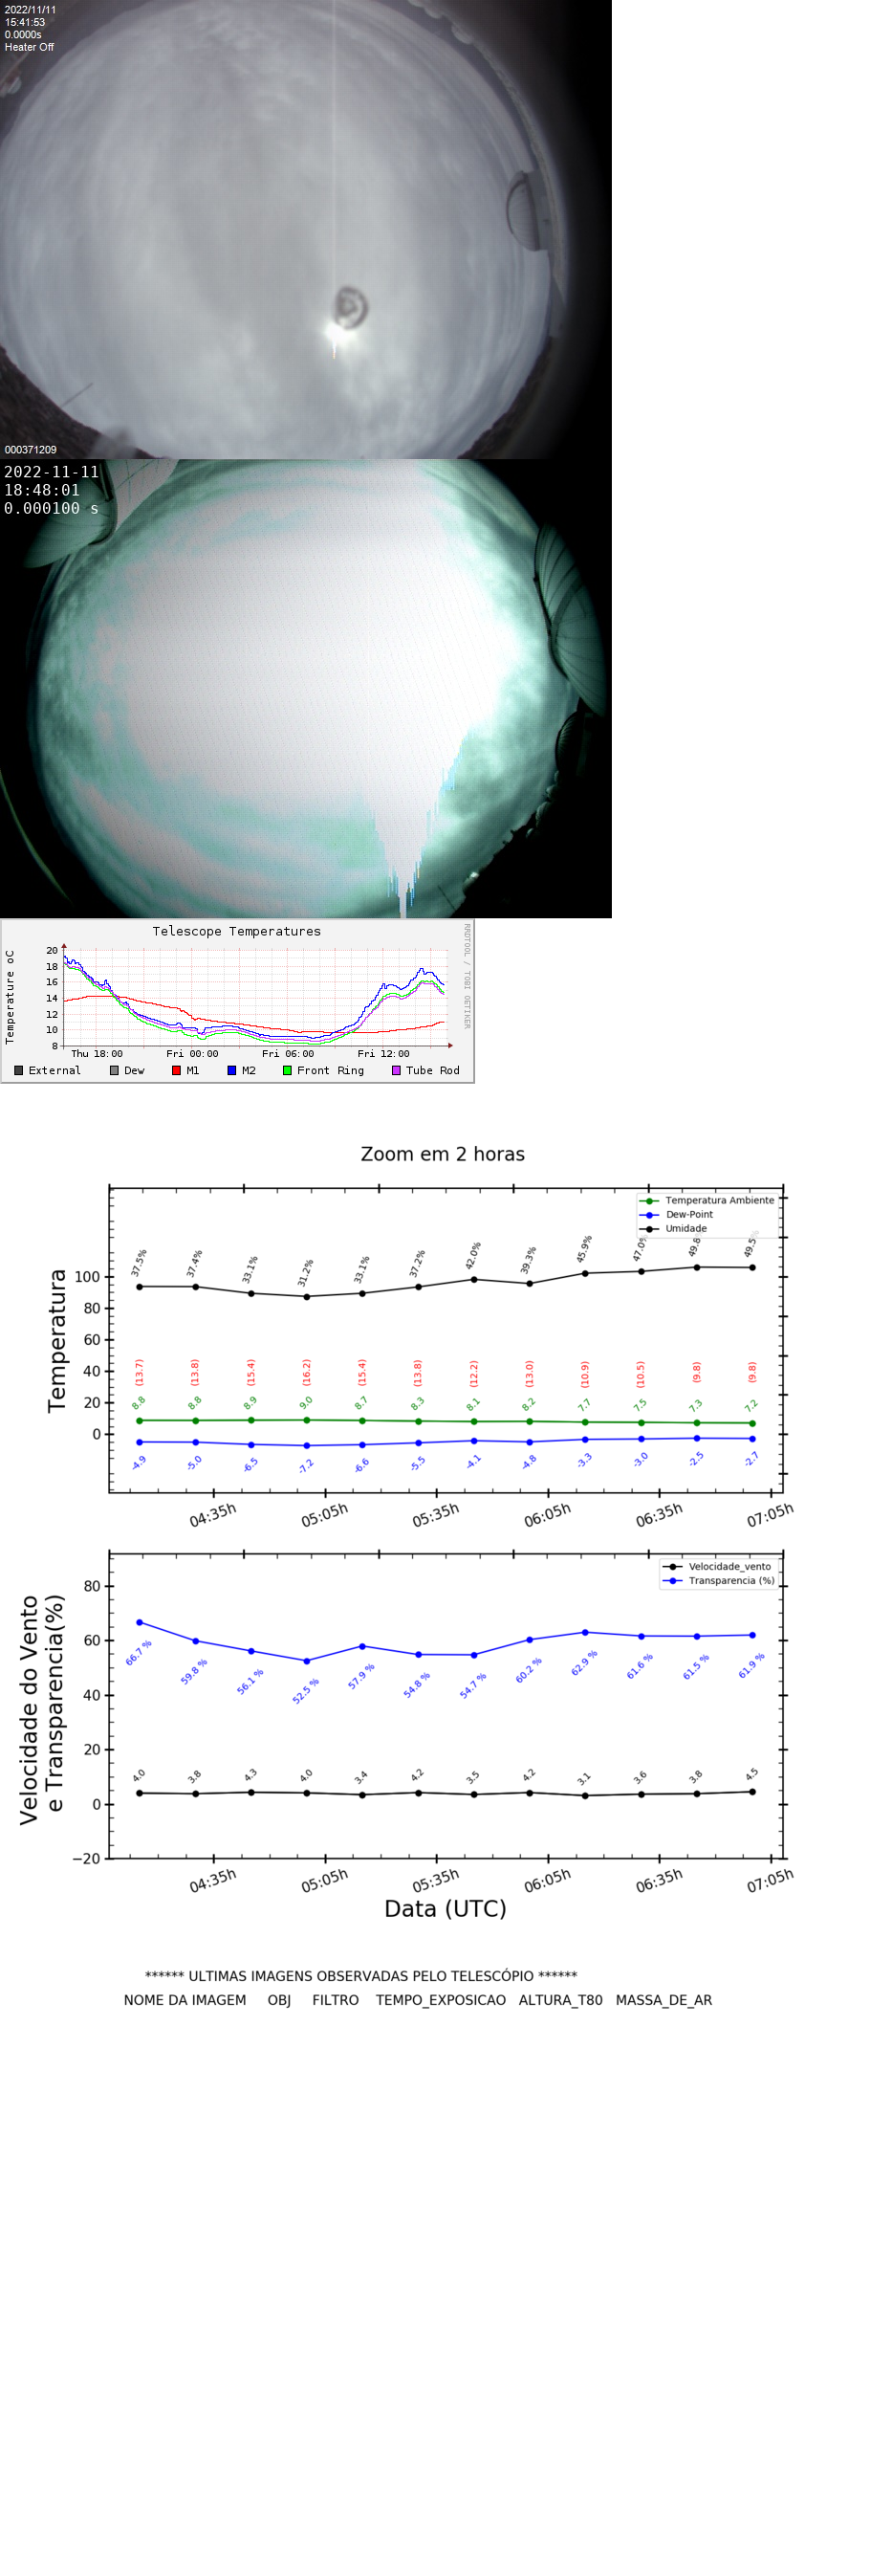 2022/11/11
15:41:53
0.0000s
Heater Off
000371209
2022-11-11
18:48:01
0.000100 s
Telescope Temperatures
RRDTOOL / TOBI OETIKER
Temperature oC
20
18
16
14
12
10
8
Thu 18:00 Fri 00:00 Fri 06:00 Fri 12:00
External Dew M1 M2 Front Ring Tube Rod
Zoom em 2 horas
Temperatura Ambiente
Dew-Point
Umidade
Temperatura
100
80
60
40
20
0
37.5% 37.4% 33.1% 31.2% 33.1% 37.2% 42.0% 39.3% 45.9% 47.0% 49.8% 49.5%
(13.7) (13.8) (15.4) (16.2) (15.4) (13.8) (12.2) (13.0) (10.9) (10.5) (9.8) (9.8)
8.8 8.8 8.9 9.0 8.7 8.3 8.1 8.2 7.7 7.5 7.3 7.2
-4.9 -5.0 -6.5 -7.2 -6.6 -5.5 -4.1 -4.8 -3.3 -3.0 -2.5 -2.7
04:35h 05:05h 05:35h 06:05h 06:35h 07:05h
Velocidade_vento
Transparencia (%)
Velocidade do Vento
e Transparencia(%)
80
60
40
20
0
−20
66.7 % 59.8 % 56.1 % 52.5 % 57.9 % 54.8 % 54.7 % 60.2 % 62.9 % 61.6 % 61.5 % 61.9 %
4.0 3.8 4.3 4.0 3.4 4.2 3.5 4.2 3.1 3.6 3.8 4.5
04:35h 05:05h 05:35h 06:05h 06:35h 07:05h
Data (UTC)
****** ULTIMAS IMAGENS OBSERVADAS PELO TELESCÓPIO ******
NOME DA IMAGEM OBJ FILTRO TEMPO_EXPOSICAO ALTURA_T80 MASSA_DE_AR